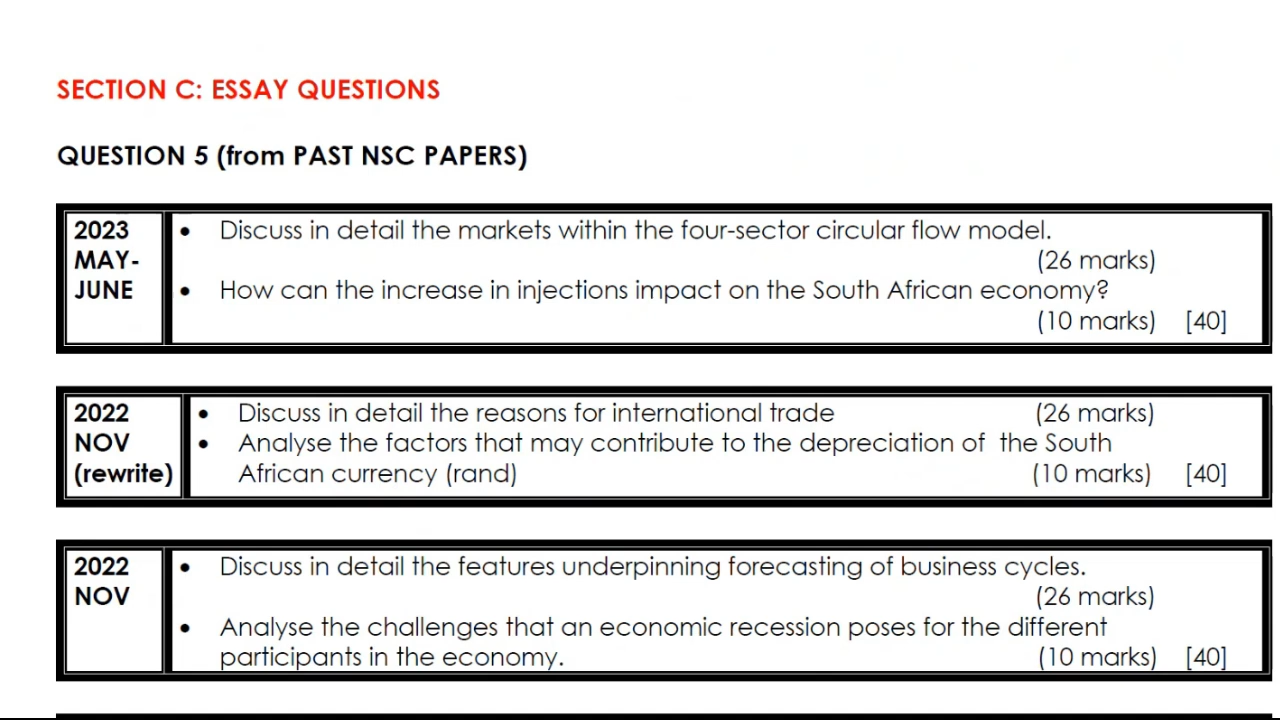 SECTION C: ESSAY QUESTIONS
QUESTION 5 (from PAST NSC PAPERS)
2023
MAY-
JUNE
• Discuss in detail the markets within the four-sector circular flow model.
(26 marks)
• How can the increase in injections impact on the South African economy?
(10 marks) [40]
2022
NOV
(rewrite)
• Discuss in detail the reasons for international trade (26 marks)
• Analyse the factors that may contribute to the depreciation of the South
African currency (rand) (10 marks) [40]
2022
NOV
• Discuss in detail the features underpinning forecasting of business cycles.
(26 marks)
• Analyse the challenges that an economic recession poses for the different
participants in the economy. (10 marks) [40]